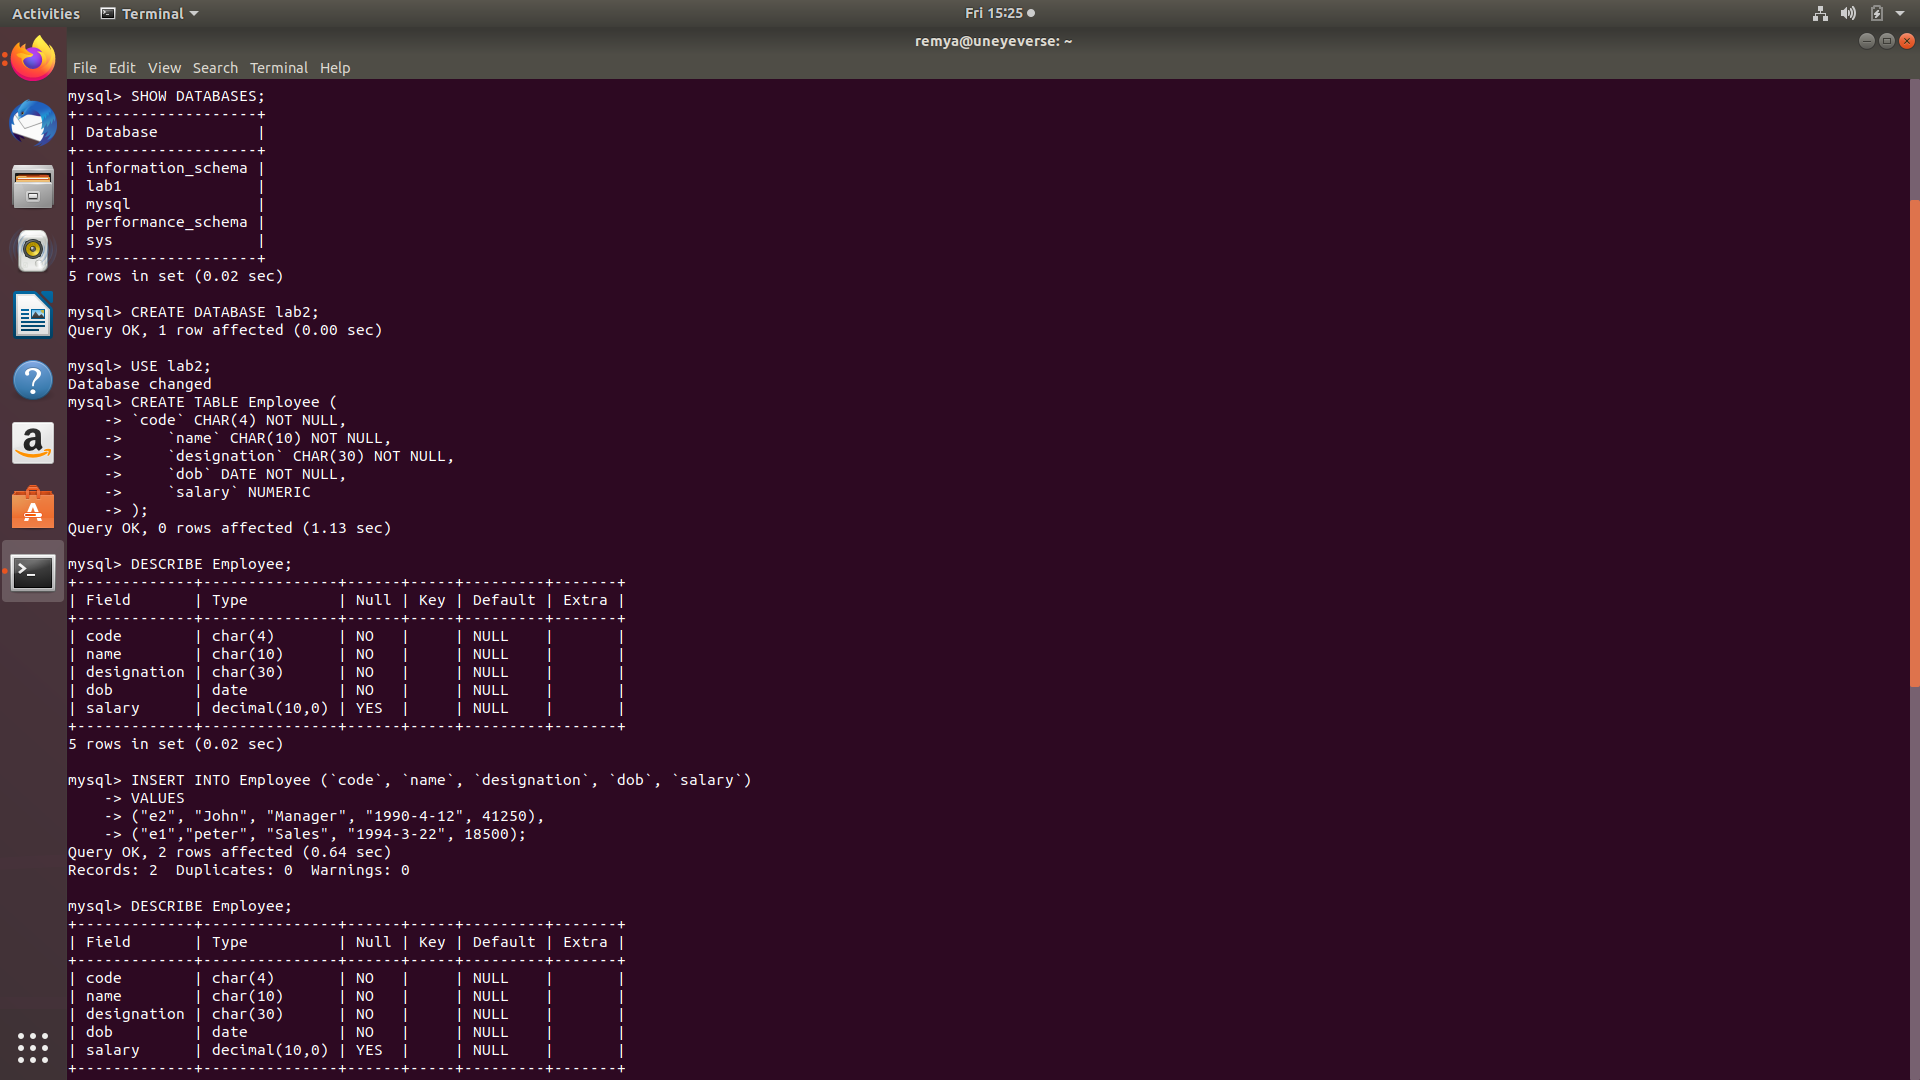 Activities Terminal Fri 15:25
remya@uneyeverse: ~
File Edit View Search Terminal Help
mysql> SHOW DATABASES;
+--------------------+
| Database           |
+--------------------+
| information_schema |
| lab1               |
| mysql              |
| performance_schema |
| sys                |
+--------------------+
5 rows in set (0.02 sec)

mysql> CREATE DATABASE lab2;
Query OK, 1 row affected (0.00 sec)

mysql> USE lab2;
Database changed
mysql> CREATE TABLE Employee (
    -> `code` CHAR(4) NOT NULL,
    ->     `name` CHAR(10) NOT NULL,
    ->     `designation` CHAR(30) NOT NULL,
    ->     `dob` DATE NOT NULL,
    ->     `salary` NUMERIC
    -> );
Query OK, 0 rows affected (1.13 sec)

mysql> DESCRIBE Employee;
+-------------+---------------+------+-----+---------+-------+
| Field       | Type          | Null | Key | Default | Extra |
+-------------+---------------+------+-----+---------+-------+
| code        | char(4)       | NO   |     | NULL    |       |
| name        | char(10)      | NO   |     | NULL    |       |
| designation | char(30)      | NO   |     | NULL    |       |
| dob         | date          | NO   |     | NULL    |       |
| salary      | decimal(10,0) | YES  |     | NULL    |       |
+-------------+---------------+------+-----+---------+-------+
5 rows in set (0.02 sec)

mysql> INSERT INTO Employee (`code`, `name`, `designation`, `dob`, `salary`)
    -> VALUES
    -> ("e2", "John", "Manager", "1990-4-12", 41250),
    -> ("e1","peter", "Sales", "1994-3-22", 18500);
Query OK, 2 rows affected (0.64 sec)
Records: 2  Duplicates: 0  Warnings: 0

mysql> DESCRIBE Employee;
+-------------+---------------+------+-----+---------+-------+
| Field       | Type          | Null | Key | Default | Extra |
+-------------+---------------+------+-----+---------+-------+
| code        | char(4)       | NO   |     | NULL    |       |
| name        | char(10)      | NO   |     | NULL    |       |
| designation | char(30)      | NO   |     | NULL    |       |
| dob         | date          | NO   |     | NULL    |       |
| salary      | decimal(10,0) | YES  |     | NULL    |       |
+-------------+---------------+------+-----+---------+-------+